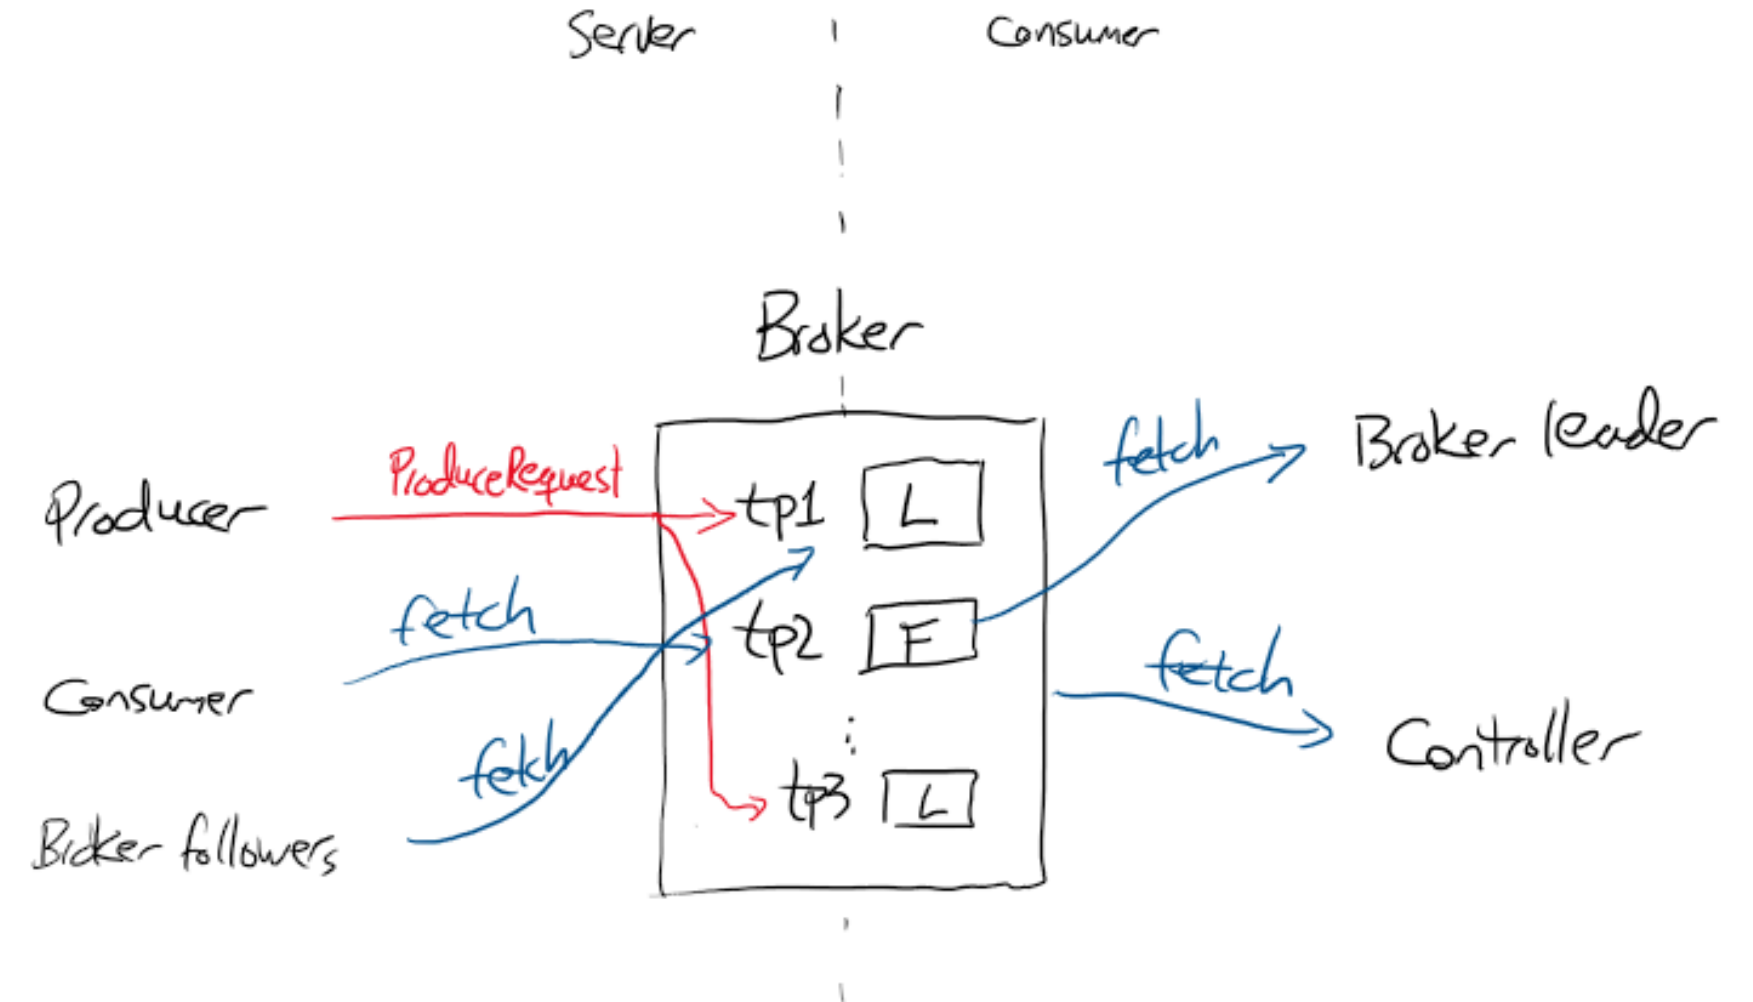 Server
Consumer
Broker
Producer
ProduceRequest
tp1
L
fetch
Broker leader
Consumer
fetch
tp2
F
fetch
Controller
Broker followers
fetch
tp3
L